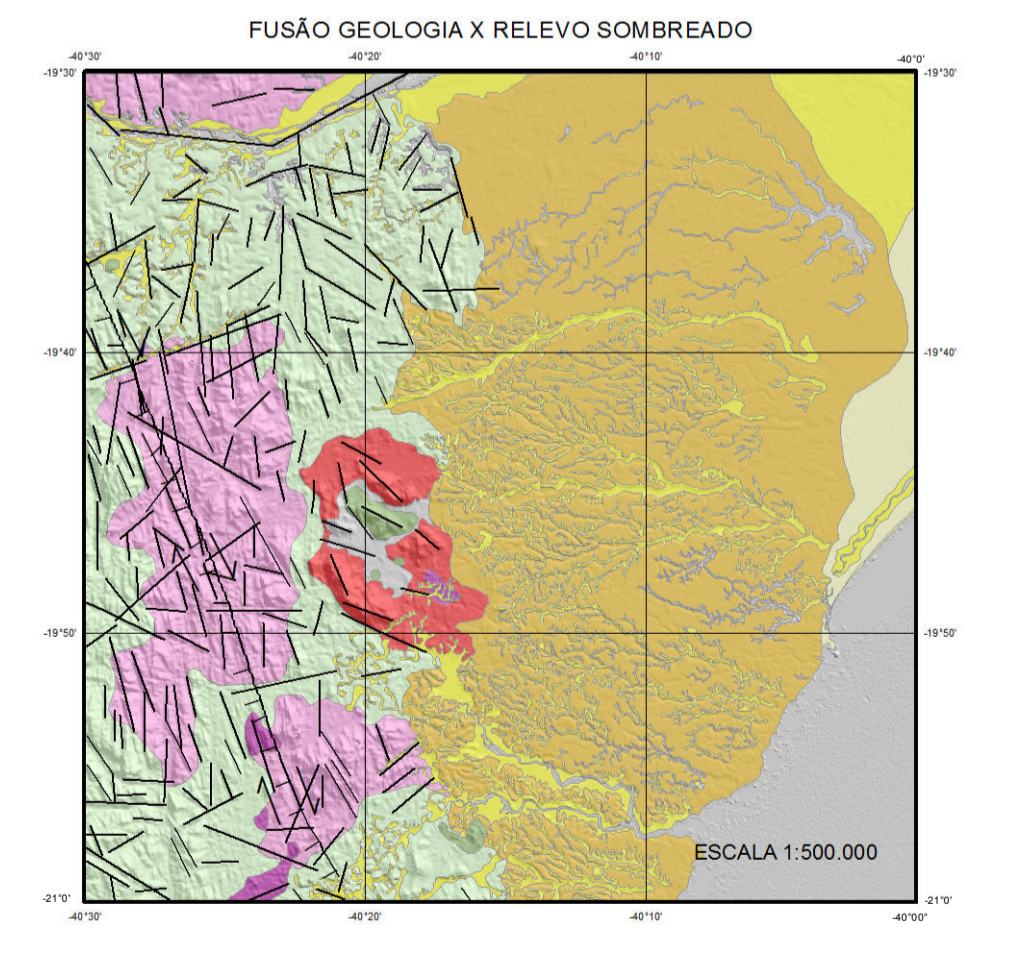 FUSÃO GEOLOGIA X RELEVO SOMBREADO
-40°30' -40°20' -40°10' -40°0'
-19°30' -19°30'
-19°40' -19°40'
-19°50' -19°50'
ESCALA 1:500.000
-21°0' -21°0'
-40°30' -40°20' -40°10' -40°00'